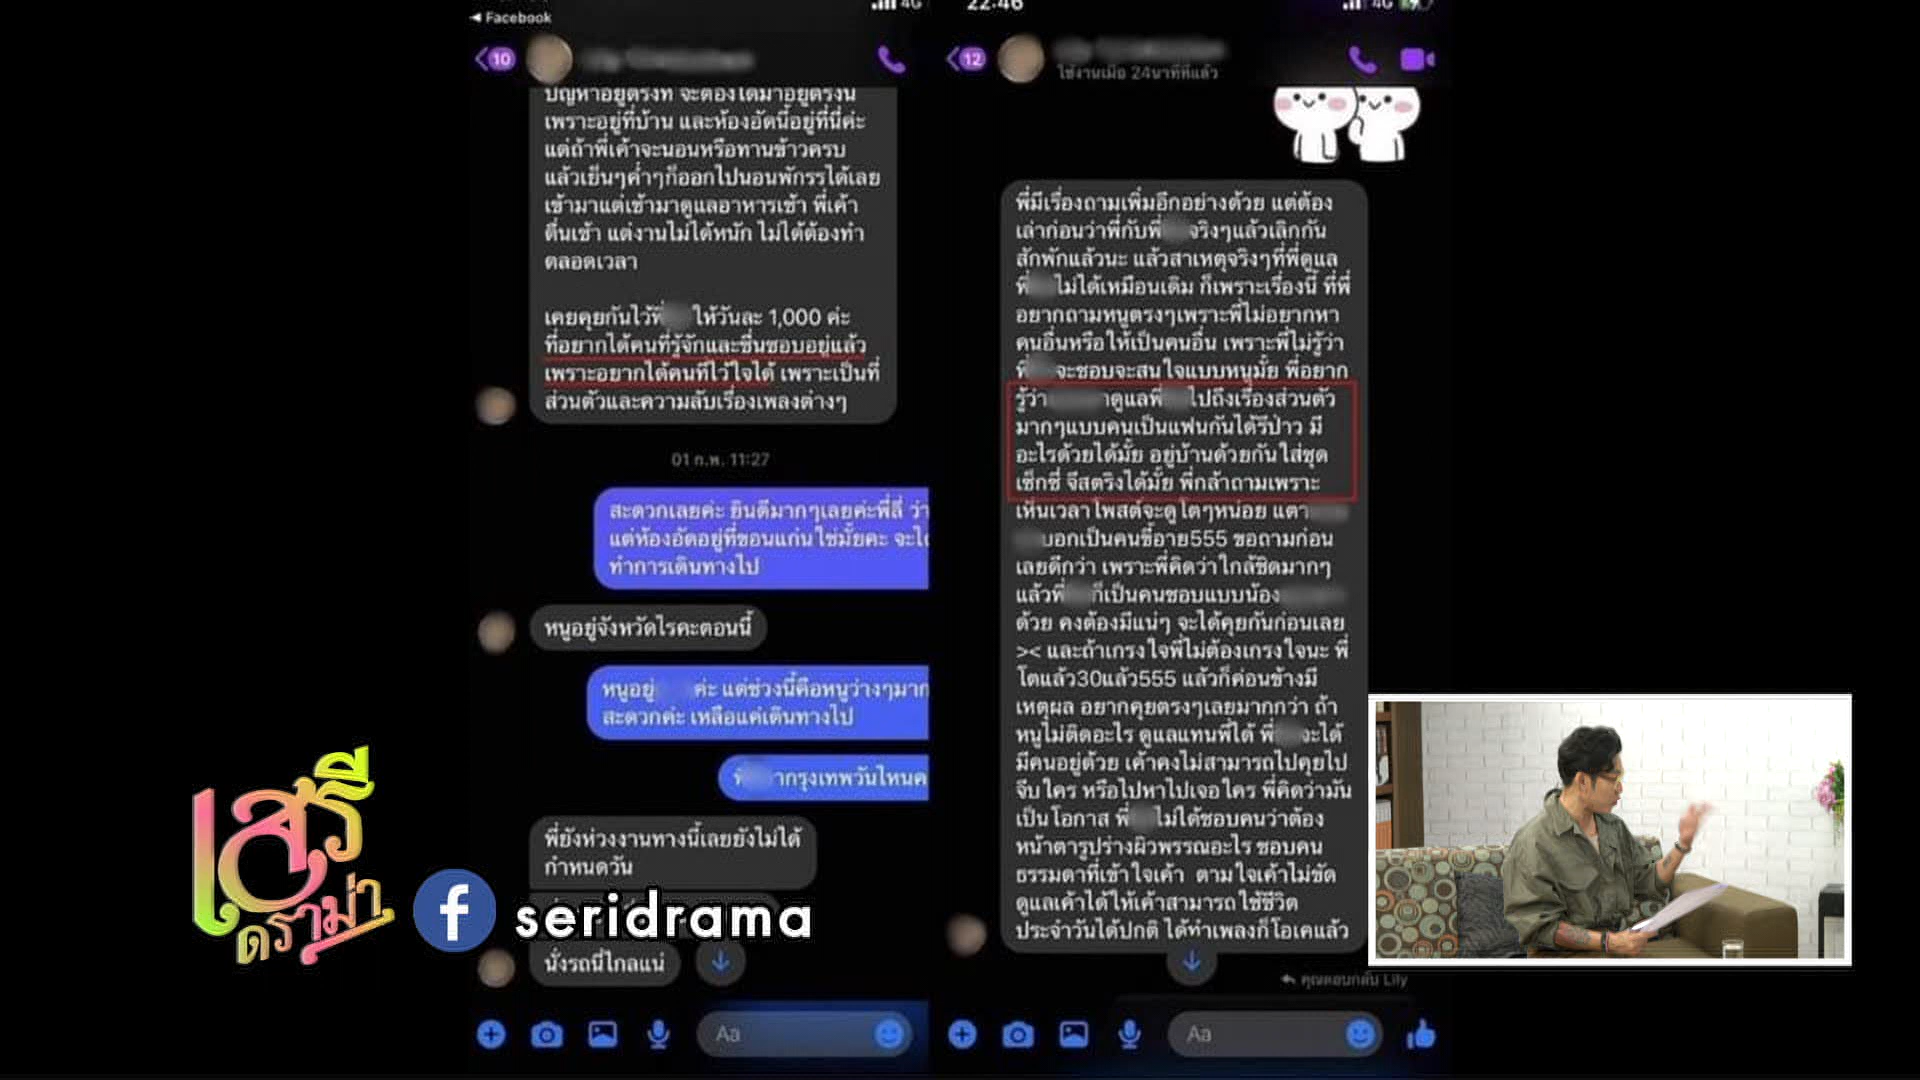 Facebook
4G
10
ปัญหาอยู่ตรงที่ จะต้องได้มาอยู่ตรงนี้
เพราะอยู่ที่บ้าน และห้องอัดนี้อยู่ที่นี่ค่ะ
แต่ถ้าพี่เค้าจะนอนหรือทานข้าวครบ
แล้วเย็นๆค่ำๆก็ออกไปนอนพักรรได้เลย
เข้ามาแต่เช้ามาดูแลอาหารเช้า พี่เค้า
ตื่นเช้า แต่งานไม่ได้หนัก ไม่ได้ต้องทำ
ตลอดเวลา
เคยคุยกันไว้พี่ ให้วันละ 1,000 ค่ะ
ที่อยากได้คนที่รู้จักและชื่นชอบอยู่แล้ว
เพราะอยากได้คนที่ไว้ใจได้ เพราะเป็นที่
ส่วนตัวและความลับเรื่องเพลงต่างๆ
01 ก.พ. 11:27
สะดวกเลยค่ะ ยินดีมากๆเลยค่ะพี่ลี่ ว่า
แต่ห้องอัดอยู่ที่ขอนแก่นใช่มั้ยคะ
ทำการเดินทางไป
หนูอยู่จังหวัดไรคะตอนนี้
หนูอยู่ ค่ะ แต่ช่วงนี้คือหนูว่างๆมาก
สะดวกค่ะ เหลือแค่เดินทางไป
ากรุงเทพวันไหนค
พี่ยังห่วงงานทางนี้เลยยังไม่ได้
กำหนดวัน
นั่งรถนี่ไกลแน่
Aa
22:46
4G
12
ใช้งานเมื่อ 24นาทีที่แล้ว
พี่มีเรื่องถามเพิ่มอีกอย่างด้วย แต่ต้อง
เล่าก่อนว่าพี่กับพี่ จริงๆแล้วเลิกกัน
สักพักแล้วนะ แล้วสาเหตุจริงๆที่พี่ดูแล
พี่ ไม่ได้เหมือนเดิม ก็เพราะเรื่องนี้ ที่พี่
อยากถามหนูตรงๆเพราะพี่ไม่อยากหา
คนอื่นหรือให้เป็นคนอื่น เพราะพี่ไม่รู้ว่า
พี่ จะชอบจะสนใจแบบหนูมั้ย พี่อยาก
รู้ว่า าดูแลพี่ ไปถึงเรื่องส่วนตัว
มากๆแบบคนเป็นแฟนกันได้รึป่าว มี
อะไรด้วยได้มั้ย อยู่บ้านด้วยกันใส่ชุด
เซ็กซี่ จีสตริงได้มั้ย พี่กล้าถามเพราะ
เห็นเวลาโพสต์จะดูโตๆหน่อย แต่
บอกเป็นคนขี้อาย555 ขอถามก่อน
เลยดีกว่า เพราะพี่คิดว่าใกล้ชิดมากๆ
แล้วพี่ ก็เป็นคนชอบแบบน้อง
ด้วย คงต้องมีแน่ๆ จะได้คุยกันก่อนเลย
>< และถ้าเกรงใจพี่ไม่ต้องเกรงใจนะ พี่
โตแล้ว30แล้ว555 แล้วก็ค่อนข้างมี
เหตุผล อยากคุยตรงๆเลยมากกว่า ถ้า
หนูไม่ติดอะไร ดูแลแทนพี่ได้ พี่ จะได้
มีคนอยู่ด้วย เค้าคงไม่สามารถไปคุยไป
จีบใคร หรือไปหาไปเจอใคร พี่คิดว่ามัน
เป็นโอกาส พี่ ไม่ได้ชอบคนว่าต้อง
หน้าตารูปร่างผิวพรรณอะไร ชอบคน
ธรรมดาที่เข้าใจเค้า ตามใจเค้าไม่ขัด
ดูแลเค้าได้ให้เค้าสามารถใช้ชีวิต
ประจำวันได้ปกติ ได้ทำเพลงก็โอเคแล้ว
คุณตอบกลับ Lily
Aa
เสรี
ดราม่า
f seridrama